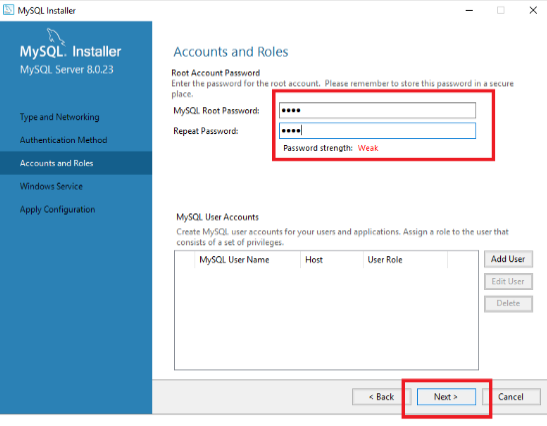 MySQL Installer
MySQL. Installer
MySQL Server 8.0.23
Type and Networking
Authentication Method
Accounts and Roles
Windows Service
Apply Configuration
Accounts and Roles
Root Account Password
Enter the password for the root account. Please remember to store this password in a secure
place.
MySQL Root Password: ••••
Repeat Password: ••••
Password strength: Weak
MySQL User Accounts
Create MySQL user accounts for your users and applications. Assign a role to the user that
consists of a set of privileges.
MySQL User Name Host User Role
Add User
Edit User
Delete
< Back Next > Cancel